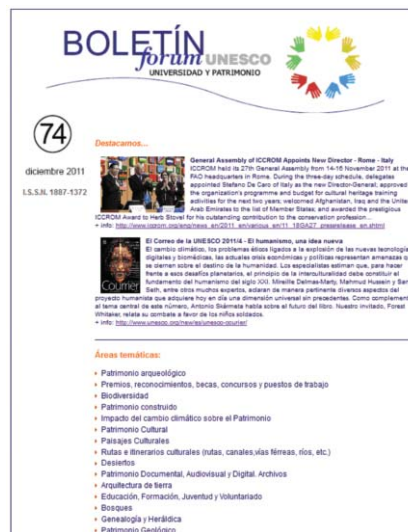 BOLETÍN
forum UNESCO
UNIVERSIDAD Y PATRIMONIO
74
diciembre 2011
I.S.S.N. 1887-1372
Destacamos...
General Assembly of ICCROM Appoints New Director - Rome - Italy
ICCROM held its 27th General Assembly from 14-16 November 2011 at the
FAO headquarters in Rome. During the three-day schedule, delegates
appointed Stefano De Caro of Italy as the new Director-General, approved
the organization's programme and budget for cultural heritage training
activities for the next two years, welcomed Afghanistan, Iraq and the United
Arab Emirates to the list of Member States, and awarded the prestigious
ICCROM Award to Herb Stovel for his outstanding contribution to the conservation profession...
+ info:
El Correo de la UNESCO 2011/4 - El humanismo, una idea nueva
El cambio climático, los problemas éticos ligados a la explosión de las nuevas tecnologías
digitales y biomédicas, las actuales crisis económicas y políticas representan amenazas que
se ciernen sobre el destino de la humanidad. Los especialistas estiman que, para hacer
frente a esos desafíos planetarios, el principio de la interculturalidad debe constituir el
fundamento del humanismo del siglo XXI. Mireille Delmas-Marty, Mahmud Hussein y
Seth, entre otros muchos expertos, aclaran de manera pertinente diversos aspectos del
proyecto humanista que adquiere hoy en día una dimensión universal sin precedentes. Como complemento
al tema central de este número, Antonio Skármeta habla sobre el futuro del libro. Nuestro invitado, Forest
Whitaker, relata su combate a favor de los niños soldados.
+ info: http://www.unesco.org/new/es/unesco-courier/
Courier
Áreas temáticas:
Patrimonio arqueológico
Premios, reconocimientos, becas, concursos y puestos de trabajo
Biodiversidad
Patrimonio construido
Impacto del cambio climático sobre el Patrimonio
Patrimonio Cultural
Paisajes Culturales
Rutas e itinerarios culturales (rutas, canales,vías férreas, ríos, etc.)
Desiertos
Patrimonio Documental, Audiovisual y Digital. Archivos
Arquitectura de tierra
Educación, Formación, Juventud y Voluntariado
Bosques
Genealogía y Heráldica
Patrimonio Geológico